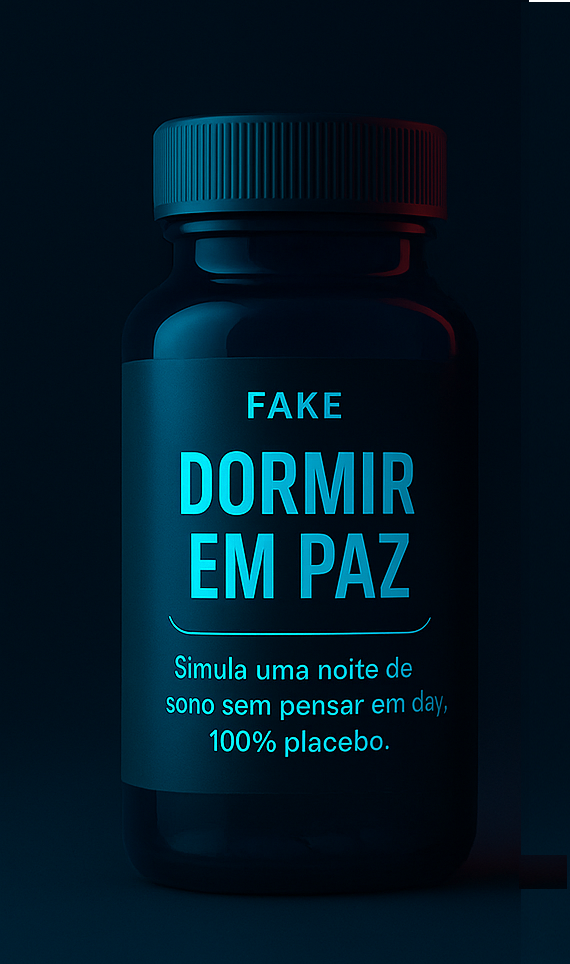 FAKE
DORMIR
EM PAZ
Simula uma noite de
sono sem pensar em day,
100% placebo.